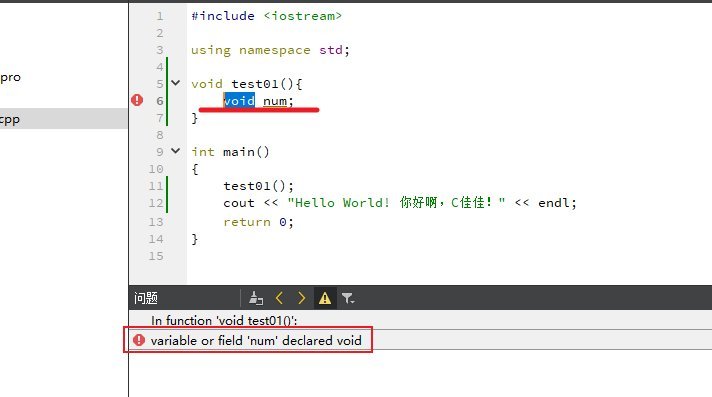 1 #include <iostream>
2
3 using namespace std;
4
pro
5 void test01(){
6 void num;
cpp
7 }
8
9 int main()
10 {
11 test01();
12 cout << "Hello World! 你好啊，C佳佳！" << endl;
13 return 0;
14 }
15
问题
In function 'void test01()':
variable or field 'num' declared void